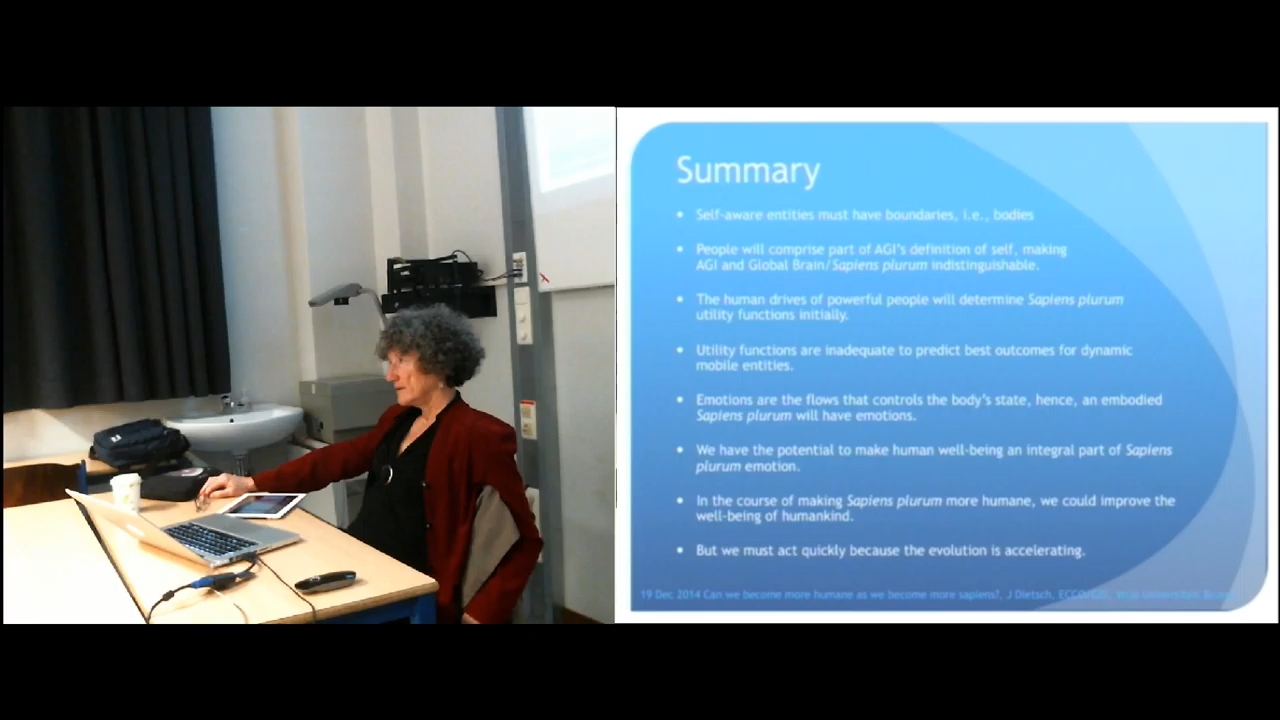 Summary
• Self-aware entities must have boundaries, i.e., bodies
• People will comprise part of AGI's definition of self, making
AGI and Global Brain/Sapiens plurum indistinguishable.
• The human drives of powerful people will determine Sapiens plurum
utility functions initially.
• Utility functions are inadequate to predict best outcomes for dynamic
mobile entities.
• Emotions are the flows that controls the body's state, hence, an embodied
Sapiens plurum will have emotions.
• We have the potential to make human well-being an integral part of Sapiens
plurum emotion.
• In the course of making Sapiens plurum more humane, we could improve the
well-being of humankind.
• But we must act quickly because the evolution is accelerating.
19 Dec 2014 Can we become more humane as we become more sapiens?, J Dietsch,